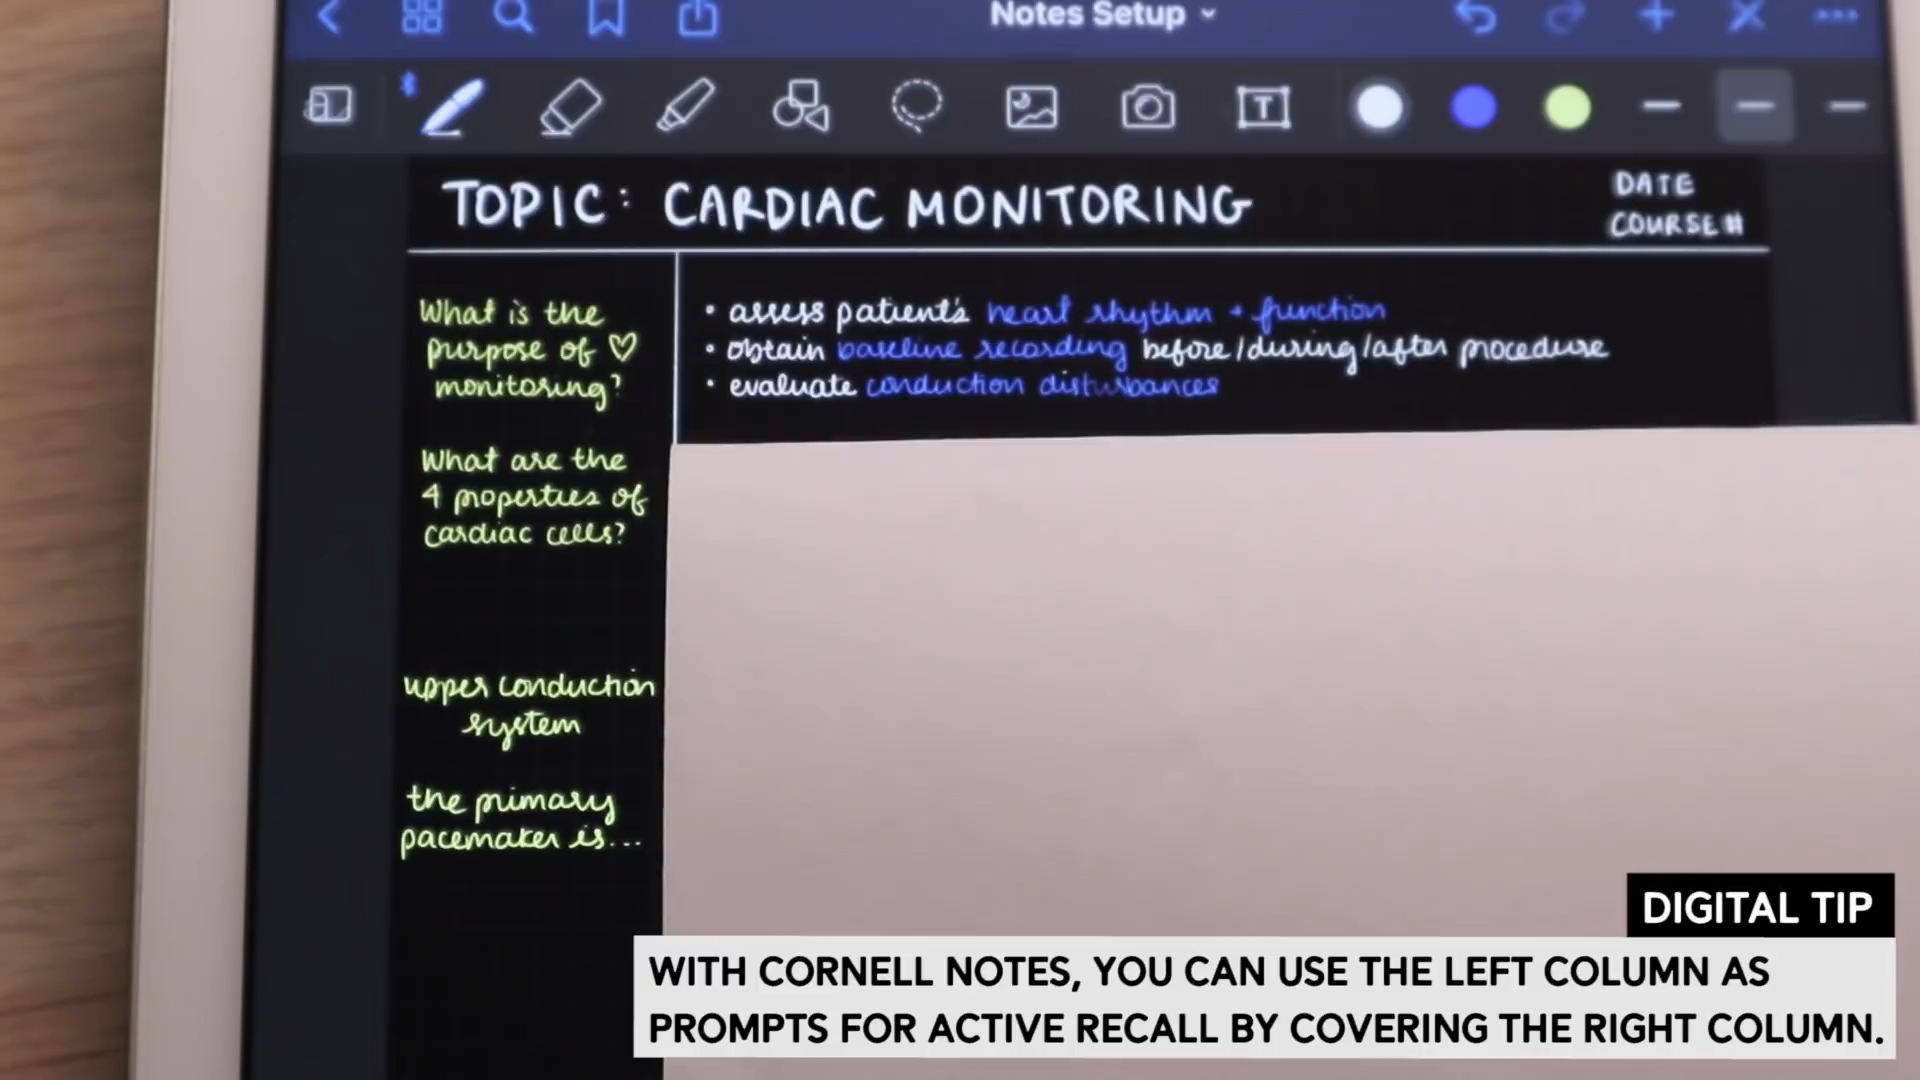 Notes Setup
T
TOPIC: CARDIAC MONITORING
DATE
COURSE #
What is the
purpose of ♡
monitoring?
• assess patient's heart rhythm + function
• obtain baseline recording before/during/after procedure
• evaluate conduction disturbances
What are the
4 properties of
cardiac cells?
upper conduction
system
the primary
pacemaker is...
DIGITAL TIP
WITH CORNELL NOTES, YOU CAN USE THE LEFT COLUMN AS
PROMPTS FOR ACTIVE RECALL BY COVERING THE RIGHT COLUMN.